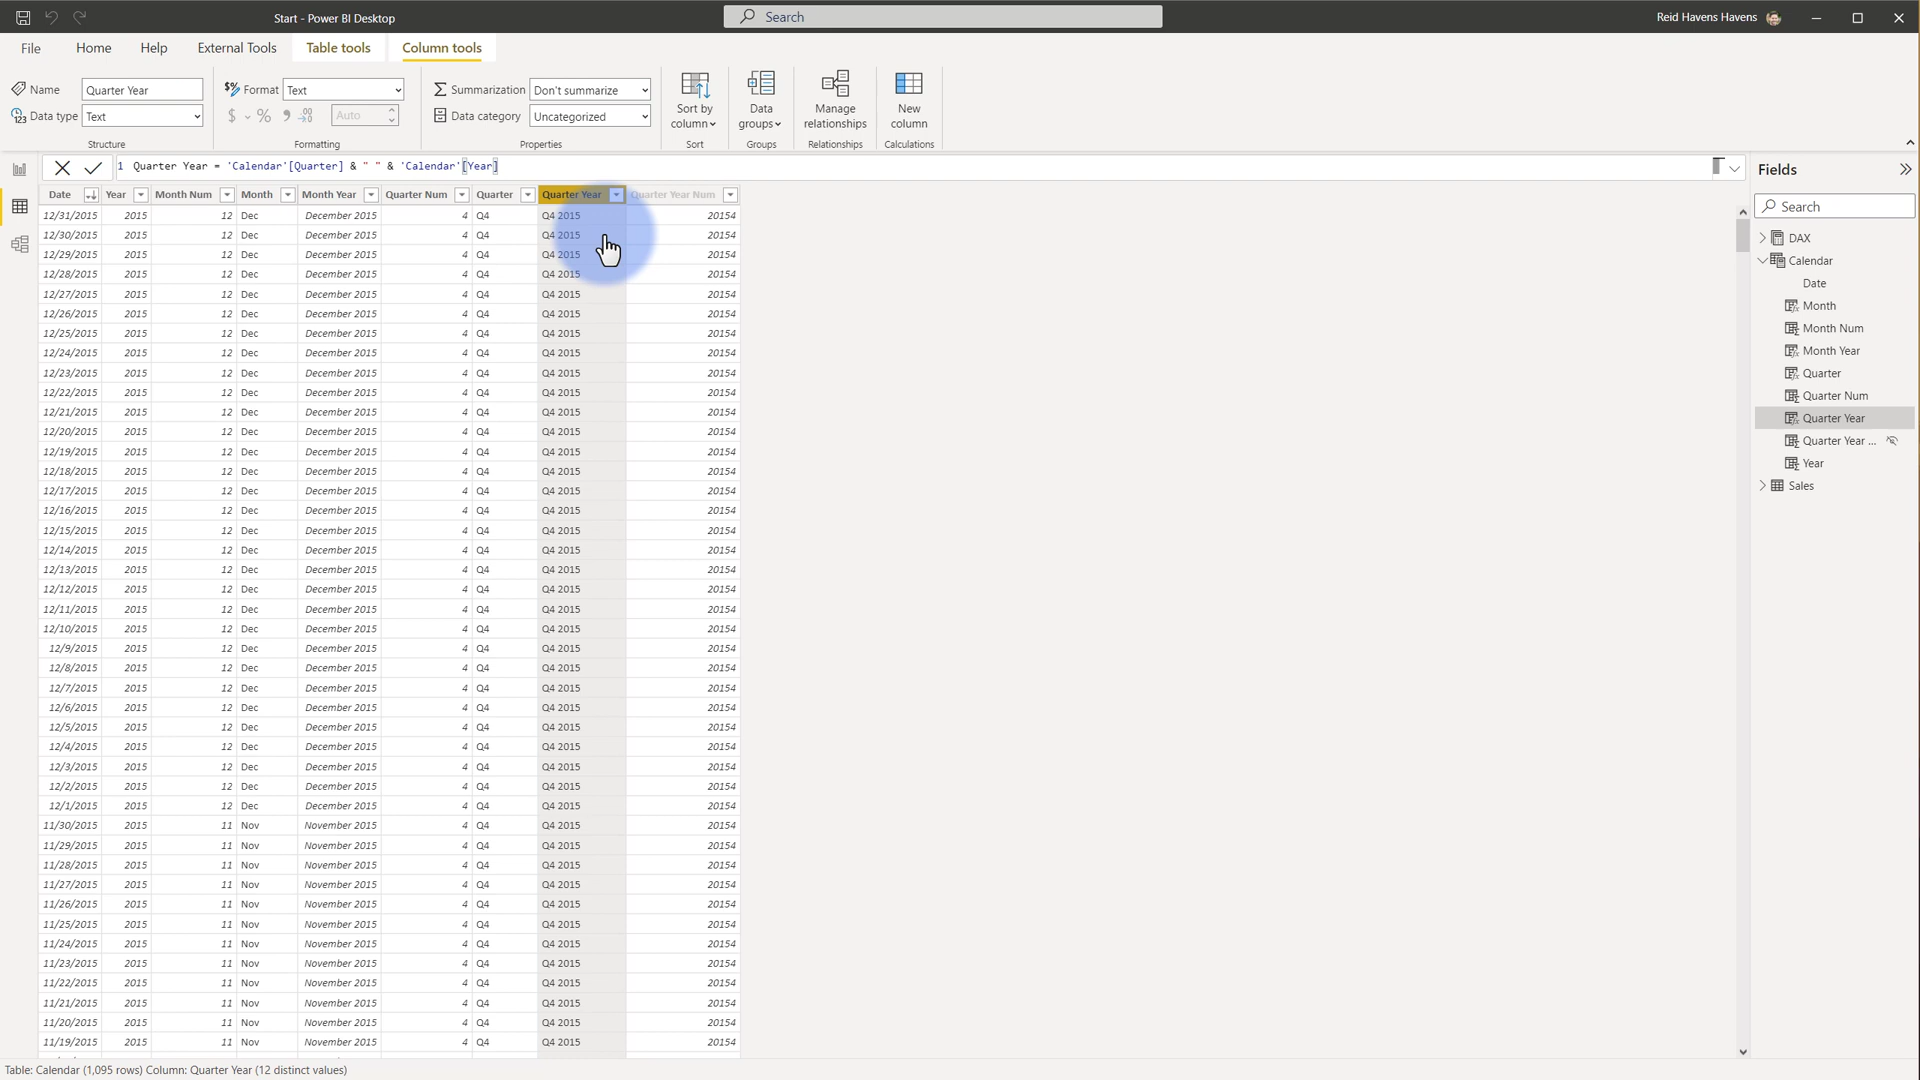 Start - Power BI Desktop
Search
Reid Havens Havens
File Home Help External Tools Table tools Column tools
Name Quarter Year
Data type Text
Structure
Format Text
$ % Auto
Formatting
Summarization Don't summarize
Data category Uncategorized
Properties
Sort by column
Sort
Data groups
Groups
Manage relationships
Relationships
New column
Calculations
1 Quarter Year = 'Calendar'[Quarter] & " " & 'Calendar'[Year]
Date Year Month Num Month Month Year Quarter Num Quarter Quarter Year Quarter Year Num
12/31/2015 2015 12 Dec December 2015 4 Q4 Q4 2015 20154
12/30/2015 2015 12 Dec December 2015 4 Q4 Q4 2015 20154
12/29/2015 2015 12 Dec December 2015 4 Q4 Q4 2015 20154
12/28/2015 2015 12 Dec December 2015 4 Q4 Q4 2015 20154
12/27/2015 2015 12 Dec December 2015 4 Q4 Q4 2015 20154
12/26/2015 2015 12 Dec December 2015 4 Q4 Q4 2015 20154
12/25/2015 2015 12 Dec December 2015 4 Q4 Q4 2015 20154
12/24/2015 2015 12 Dec December 2015 4 Q4 Q4 2015 20154
12/23/2015 2015 12 Dec December 2015 4 Q4 Q4 2015 20154
12/22/2015 2015 12 Dec December 2015 4 Q4 Q4 2015 20154
12/21/2015 2015 12 Dec December 2015 4 Q4 Q4 2015 20154
12/20/2015 2015 12 Dec December 2015 4 Q4 Q4 2015 20154
12/19/2015 2015 12 Dec December 2015 4 Q4 Q4 2015 20154
12/18/2015 2015 12 Dec December 2015 4 Q4 Q4 2015 20154
12/17/2015 2015 12 Dec December 2015 4 Q4 Q4 2015 20154
12/16/2015 2015 12 Dec December 2015 4 Q4 Q4 2015 20154
12/15/2015 2015 12 Dec December 2015 4 Q4 Q4 2015 20154
12/14/2015 2015 12 Dec December 2015 4 Q4 Q4 2015 20154
12/13/2015 2015 12 Dec December 2015 4 Q4 Q4 2015 20154
12/12/2015 2015 12 Dec December 2015 4 Q4 Q4 2015 20154
12/11/2015 2015 12 Dec December 2015 4 Q4 Q4 2015 20154
12/10/2015 2015 12 Dec December 2015 4 Q4 Q4 2015 20154
12/9/2015 2015 12 Dec December 2015 4 Q4 Q4 2015 20154
12/8/2015 2015 12 Dec December 2015 4 Q4 Q4 2015 20154
12/7/2015 2015 12 Dec December 2015 4 Q4 Q4 2015 20154
12/6/2015 2015 12 Dec December 2015 4 Q4 Q4 2015 20154
12/5/2015 2015 12 Dec December 2015 4 Q4 Q4 2015 20154
12/4/2015 2015 12 Dec December 2015 4 Q4 Q4 2015 20154
12/3/2015 2015 12 Dec December 2015 4 Q4 Q4 2015 20154
12/2/2015 2015 12 Dec December 2015 4 Q4 Q4 2015 20154
12/1/2015 2015 12 Dec December 2015 4 Q4 Q4 2015 20154
11/30/2015 2015 11 Nov November 2015 4 Q4 Q4 2015 20154
11/29/2015 2015 11 Nov November 2015 4 Q4 Q4 2015 20154
11/28/2015 2015 11 Nov November 2015 4 Q4 Q4 2015 20154
11/27/2015 2015 11 Nov November 2015 4 Q4 Q4 2015 20154
11/26/2015 2015 11 Nov November 2015 4 Q4 Q4 2015 20154
11/25/2015 2015 11 Nov November 2015 4 Q4 Q4 2015 20154
11/24/2015 2015 11 Nov November 2015 4 Q4 Q4 2015 20154
11/23/2015 2015 11 Nov November 2015 4 Q4 Q4 2015 20154
11/22/2015 2015 11 Nov November 2015 4 Q4 Q4 2015 20154
11/21/2015 2015 11 Nov November 2015 4 Q4 Q4 2015 20154
11/20/2015 2015 11 Nov November 2015 4 Q4 Q4 2015 20154
11/19/2015 2015 11 Nov November 2015 4 Q4 Q4 2015 20154
Fields
Search
DAX
Calendar
Date
Month
Month Num
Month Year
Quarter
Quarter Num
Quarter Year
Quarter Year ...
Year
Sales
Table: Calendar (1,095 rows) Column: Quarter Year (12 distinct values)